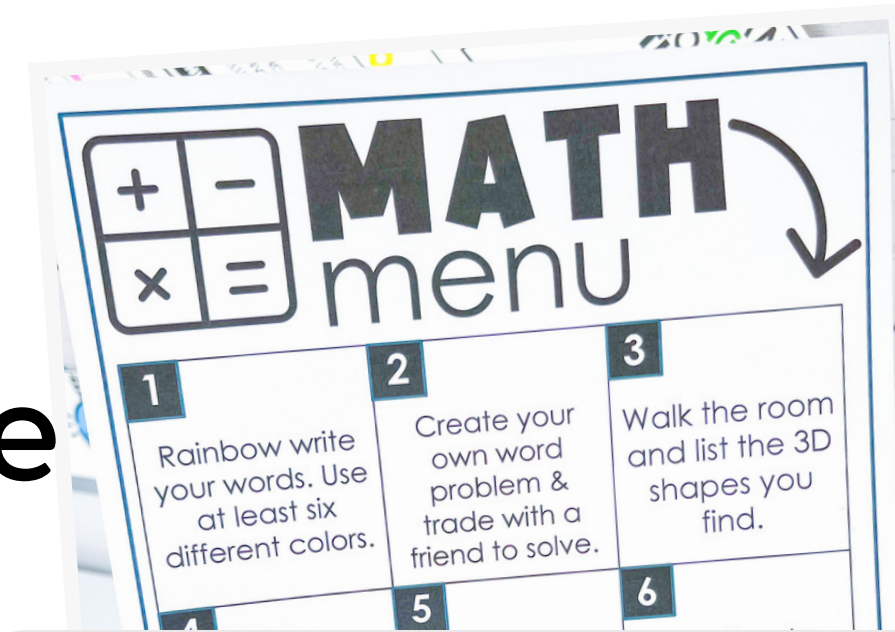 MATH
menu
+ −
× =
1
Rainbow write
your words. Use
at least six
different colors.
2
Create your
own word
problem &
trade with a
friend to solve.
3
Walk the room
and list the 3D
shapes you
find.
4
5
6
e